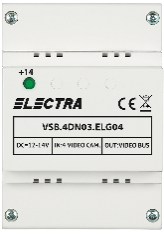 +14
ELECTRA
CE
VSB.4DN03.ELG04
DC=12-14V IN:4 VIDEO CAM. OUT:VIDEO BUS